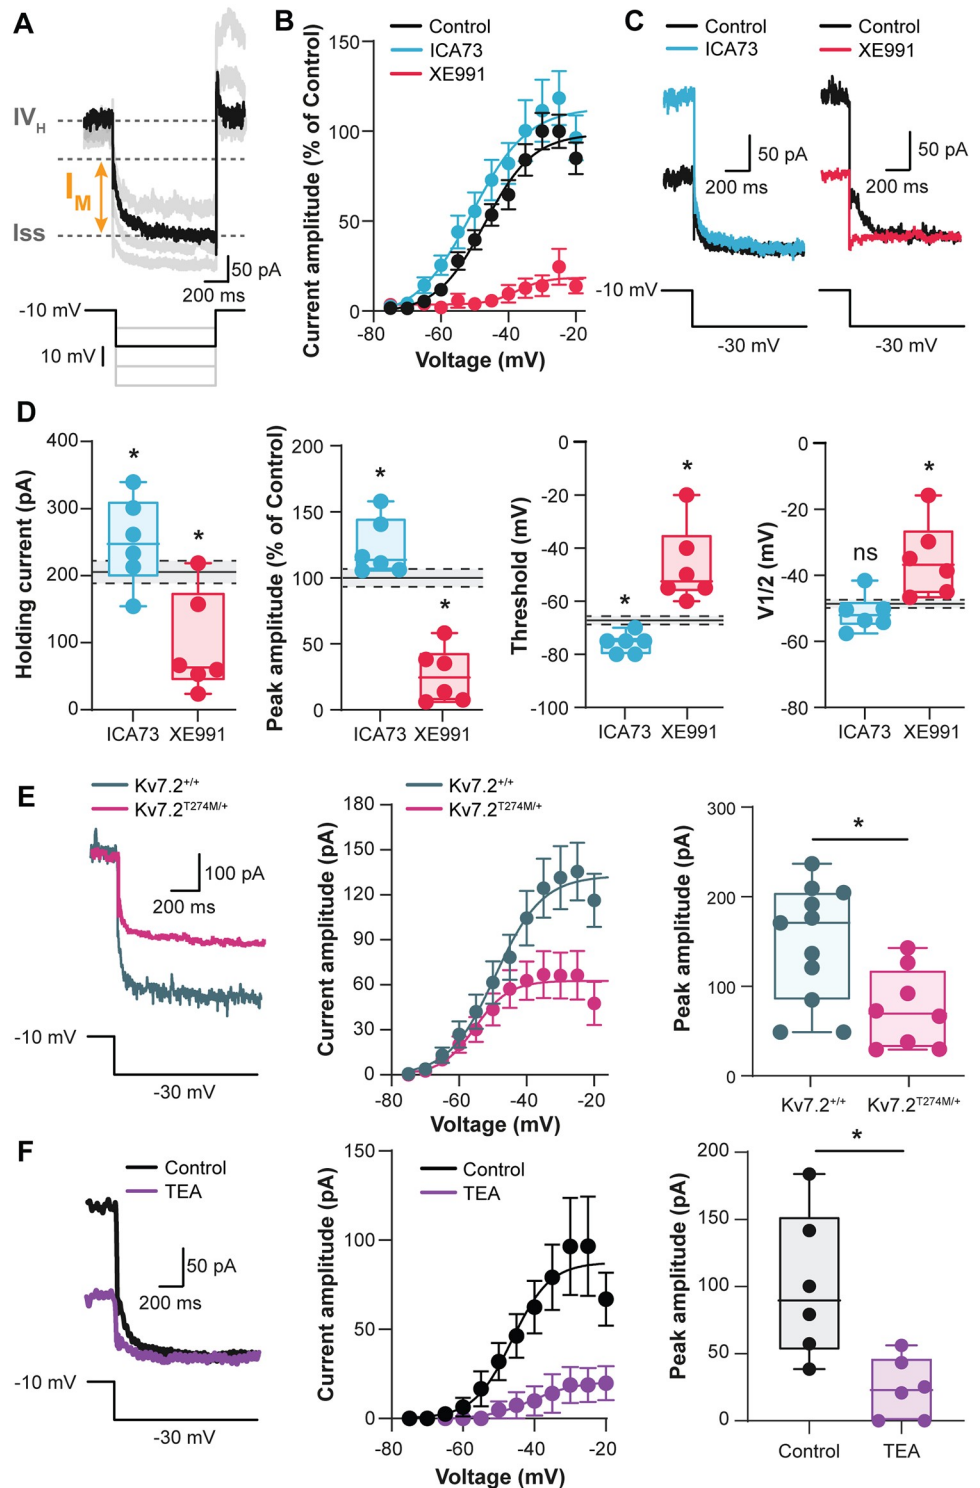 A
IV_H
I_M
Iss
50 pA
200 ms
-10 mV
10 mV
B
Control
ICA73
XE991
Current amplitude (% of Control)
150
100
50
0
-80 -60 -40 -20
Voltage (mV)
C
Control
ICA73
50 pA
200 ms
-10 mV
-30 mV
Control
XE991
50 pA
200 ms
-30 mV
D
Holding current (pA)
400
300
200
100
0
* *
ICA73 XE991
Peak amplitude (% of Control)
200
150
100
50
0
* *
ICA73 XE991
Threshold (mV)
0
-20
-40
-60
-80
-100
* *
ICA73 XE991
V1/2 (mV)
0
-20
-40
-60
-80
ns *
ICA73 XE991
E
Kv7.2+/+
Kv7.2T274M/+
100 pA
200 ms
-10 mV
-30 mV
Kv7.2+/+
Kv7.2T274M/+
Current amplitude (pA)
180
150
120
90
60
30
0
-80 -60 -40 -20
Voltage (mV)
Peak amplitude (pA)
300
200
100
0
*
Kv7.2+/+ Kv7.2T274M/+
F
Control
TEA
50 pA
200 ms
-10 mV
-30 mV
Control
TEA
Current amplitude (pA)
150
100
50
0
-80 -60 -40 -20
Voltage (mV)
Peak amplitude (pA)
200
150
100
50
0
*
Control TEA